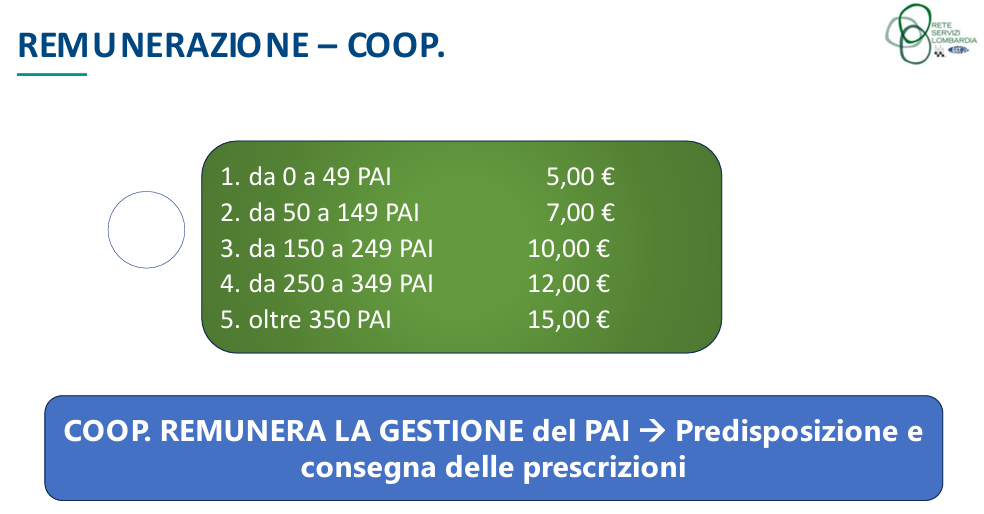 REMUNERAZIONE – COOP.
RETE
SERVIZI
LOMBARDIA
1. da 0 a 49 PAI 5,00 €
2. da 50 a 149 PAI 7,00 €
3. da 150 a 249 PAI 10,00 €
4. da 250 a 349 PAI 12,00 €
5. oltre 350 PAI 15,00 €
COOP. REMUNERA LA GESTIONE del PAI → Predisposizione e
consegna delle prescrizioni